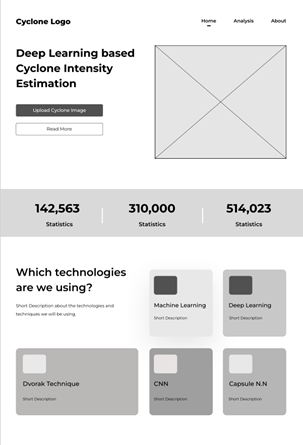 Cyclone Logo
Home
Analysis
About
Deep Learning based
Cyclone Intensity
Estimation
Upload Cyclone Image
Read More
142,563
310,000
514,023
Statistics
Statistics
Statistics
Which technologies
are we using?
Short Description about the technologies and
techniques we will be using
Machine Learning
Short Description
Deep Learning
Short Description
Dvorak Technique
Short Description
CNN
Short Description
Capsule N.N
Short Description